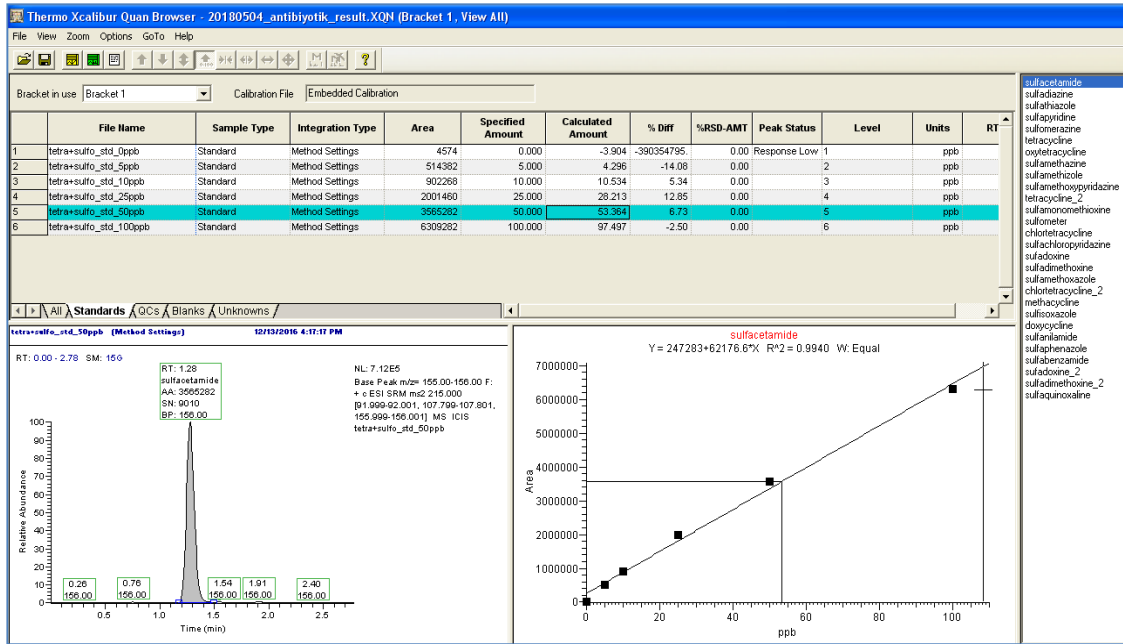 Thermo Xcalibur Quan Browser - 20180504_antibiyotik_result.XQN (Bracket 1 , View All)
File View Zoom Options GoTo Help
Bracket in use Bracket 1 Calibration File Embedded Calibration
File Name Sample Type Integration Type Area Specified Amount Calculated Amount % Diff %RSD-AMT Peak Status Level Units RT
1 tetra+sulfo_std_0ppb Standard Method Settings 4574 0.000 -3.904 -390354795. 0.00 Response Low 1 ppb
2 tetra+sulfo_std_5ppb Standard Method Settings 514382 5.000 4.296 -14.08 0.00 2 ppb
3 tetra+sulfo_std_10ppb Standard Method Settings 902268 10.000 10.534 5.34 0.00 3 ppb
4 tetra+sulfo_std_25ppb Standard Method Settings 2001460 25.000 28.213 12.85 0.00 4 ppb
5 tetra+sulfo_std_50ppb Standard Method Settings 3565282 50.000 53.364 6.73 0.00 5 ppb
6 tetra+sulfo_std_100ppb Standard Method Settings 6309282 100.000 97.497 -2.50 0.00 6 ppb
All Standards QCs Blanks Unknowns
sulfacetamide
sulfadiazine
sulfathiazole
sulfapyridine
sulfomerazine
tetracycline
oxytetracycline
sulfamethazine
sulfamethizole
sulfamethoxypyridazine
tetracycline_2
sulfamonomethioxine
sulfometer
chlortetracycline
sulfachloropyridazine
sufadoxine
sulfadimethoxine
sulfamethoxazole
chlortetracycline_2
methacycline
sulfisoxazole
doxycycline
sulfanilamide
sulfaphenazole
sulfabenzamide
sufadoxine_2
sulfadimethoxine_2
sulfaquinoxaline
tetra+sulfo_std_50ppb (Method Settings) 12/13/2016 4:17:17 PM
RT: 0.00 - 2.78 SM: 15G
RT: 1.28
sulfacetamide
AA: 3565282
SN: 9010
BP: 156.00
NL: 7.12E5
Base Peak m/z= 155.00-156.00 F:
+ c ESI SRM ms2 215.000
[91.999-92.001, 107.799-107.801,
155.999-156.001] MS ICIS
tetra+sulfo_std_50ppb
Relative Abundance
100
90
80
70
60
50
40
30
20
10
0
0.26 0.76 1.54 1.91 2.40
156.00 156.00 156.00 156.00 156.00
0.5 1.0 1.5 2.0 2.5
Time (min)
sulfacetamide
Y = 247283+62176.6*X R^2 = 0.9940 W: Equal
Area
7000000
6000000
5000000
4000000
3000000
2000000
1000000
0
0 20 40 60 80 100
ppb